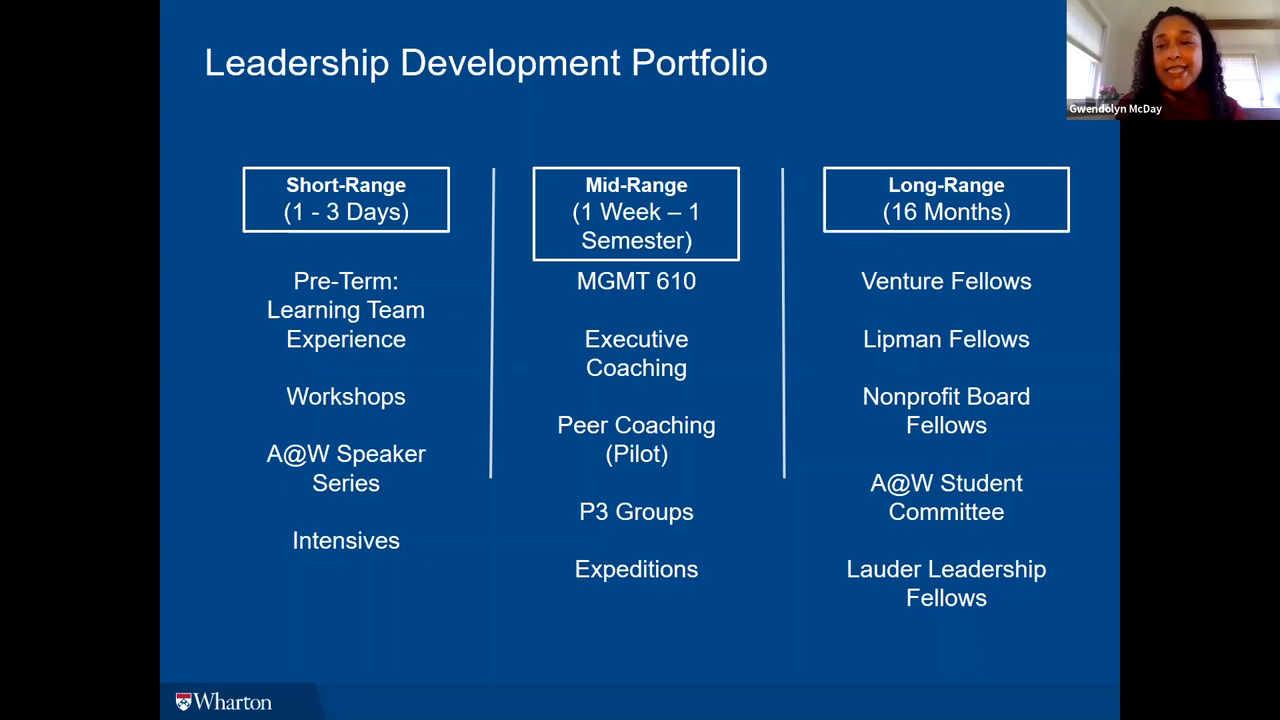 Leadership Development Portfolio
Gwendolyn McDay
Short-Range
(1 - 3 Days)
Pre-Term:
Learning Team
Experience
Workshops
A@W Speaker
Series
Intensives
Mid-Range
(1 Week – 1
Semester)
MGMT 610
Executive
Coaching
Peer Coaching
(Pilot)
P3 Groups
Expeditions
Long-Range
(16 Months)
Venture Fellows
Lipman Fellows
Nonprofit Board
Fellows
A@W Student
Committee
Lauder Leadership
Fellows
Wharton